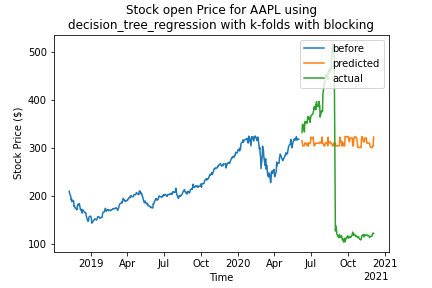 Stock open Price for AAPL using
decision_tree_regression with k-folds with blocking
before
predicted
actual
Stock Price ($)
500
400
300
200
100
2019 Apr Jul Oct 2020 Apr Jul Oct 2021
Time
2021